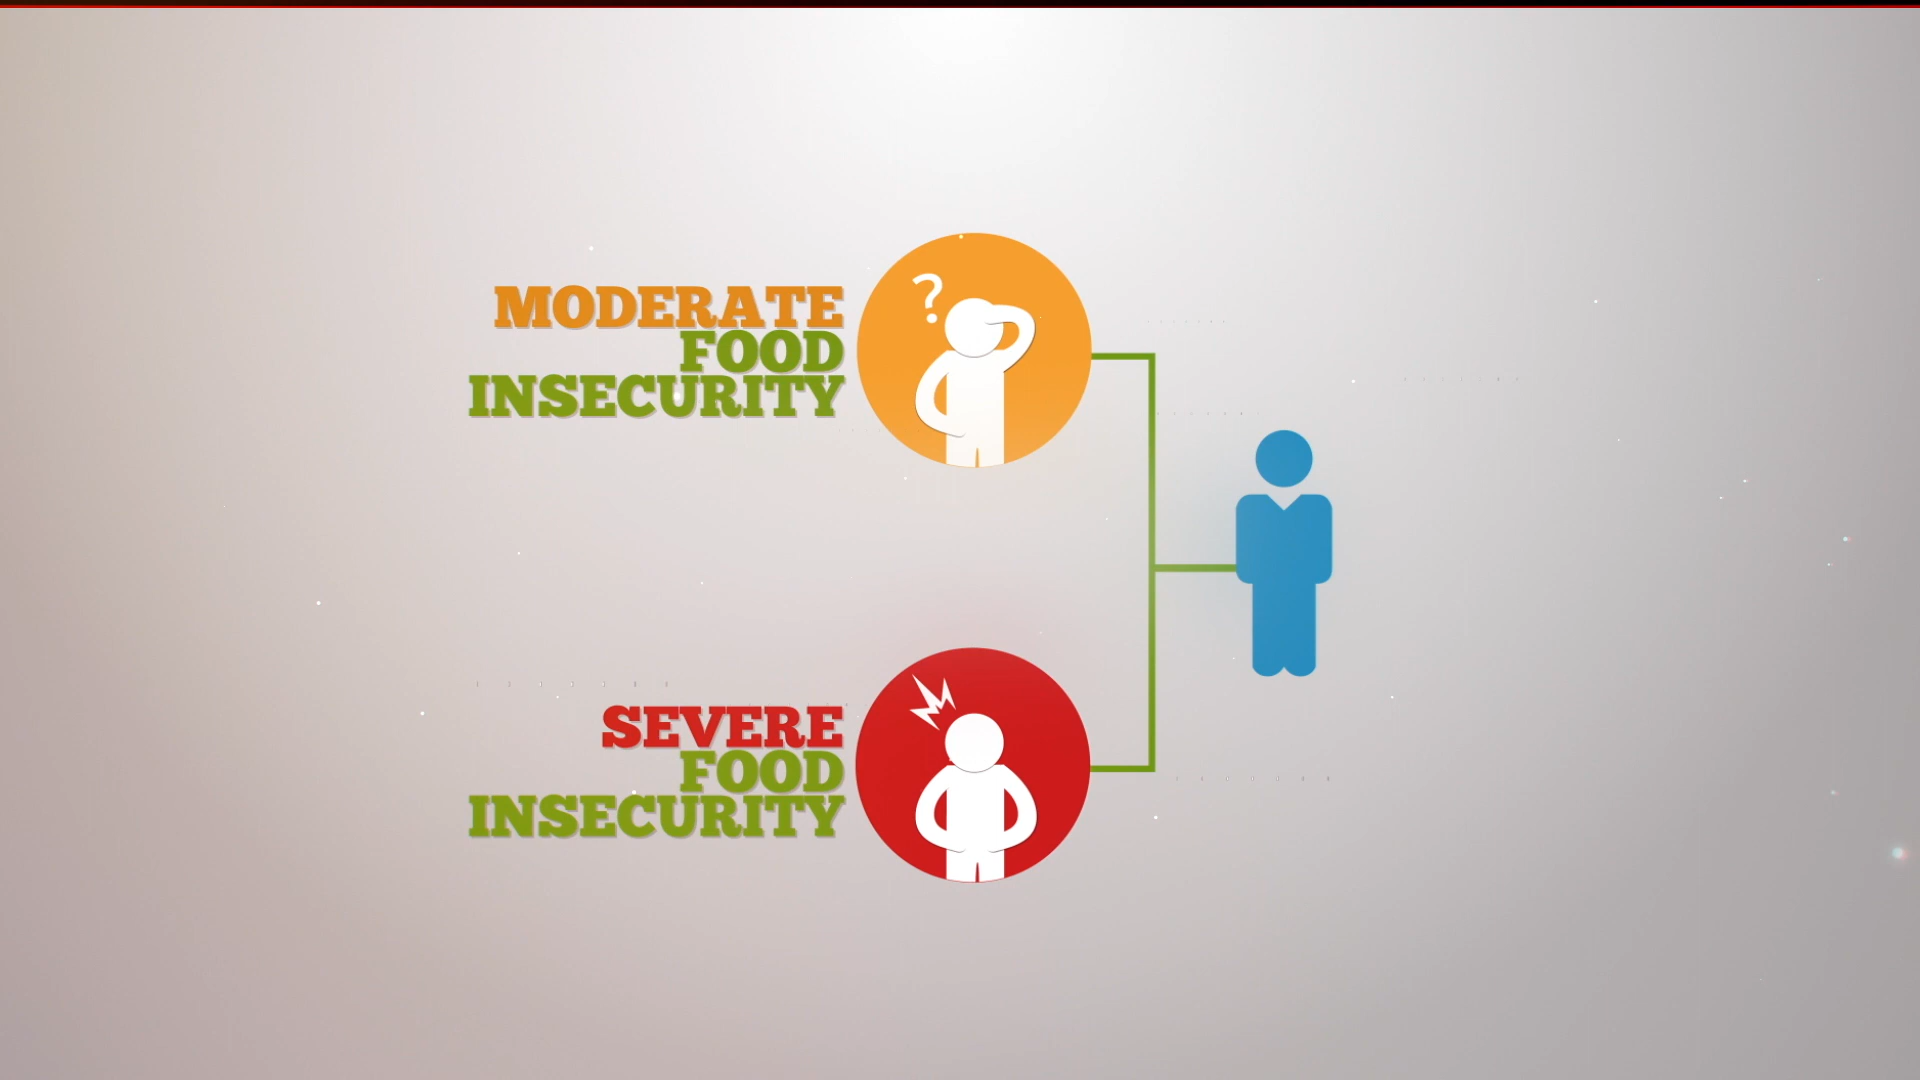 MODERATE
FOOD
INSECURITY
?
SEVERE
FOOD
INSECURITY